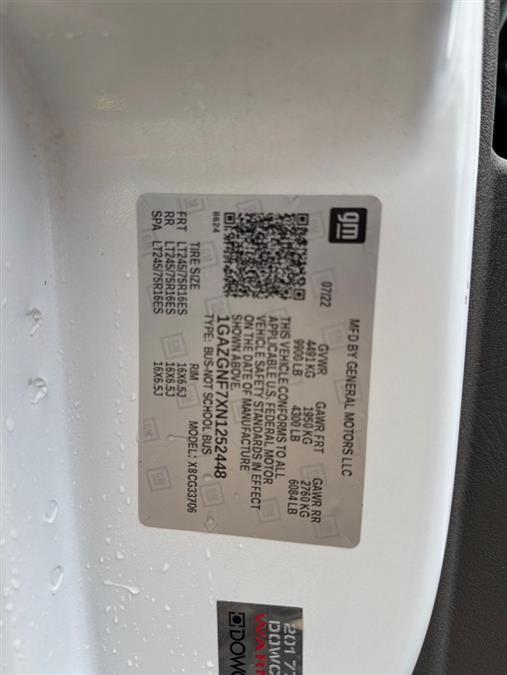 gm
MFD BY GENERAL MOTORS LLC
07/22
GVWR GAWR FRT GAWR RR
4491 KG 1950 KG 2760 KG
9900 LB 4300 LB 6084 LB
THIS VEHICLE CONFORMS TO ALL
APPLICABLE U.S. FEDERAL MOTOR
VEHICLE SAFETY STANDARDS IN EFFECT
ON THE DATE OF MANUFACTURE
SHOWN ABOVE.
8624
1GAZGNF7XN1252448
TYPE: BUS-NOT SCHOOL BUS
MODEL: X8CG33706
TIRE SIZE RIM
FRT LT245/75R16ES 16X6.5J
RR LT245/75R16ES 16X6.5J
SPA LT245/75R16ES 16X6.5J
201 77
WARN